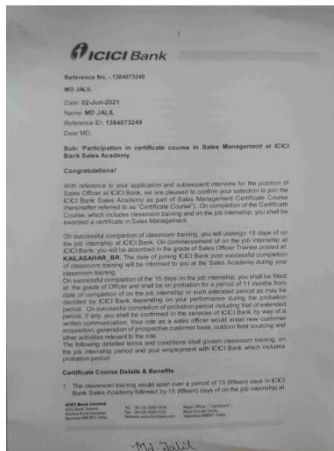 ICICI Bank
Reference No. - 1384073249
MD JALIL
Date: 02-Jun-2021
Name: MD JALIL
Reference ID: 1384073249
Dear MD,
Sub: Participation in certificate course in Sales Management at ICICI
Bank Sales Academy
Congratulations!
With reference to your application and subsequent interview for the position of
Sales Officer at ICICI Bank, we are pleased to confirm your selection to join the
ICICI Bank Sales Academy as part of Sales Management Certificate Course
(hereinafter referred to as "Certificate Course"). On completion of the Certificate
Course, which includes classroom training and on the job internship, you shall be
awarded a certificate in Sales Management.
On successful completion of classroom training, you will undergo 15 days of on
the job internship at ICICI Bank. On commencement of on the job internship at
ICICI Bank, you will be absorbed in the grade of Sales Officer Trainee posted at
KAILASAHAR_BR. The date of joining ICICI Bank post successful completion
of classroom training will be informed to you at the Sales Academy during your
classroom training.
On successful completion of the 15 days on the job internship, you shall be fitted
at the grade of Officer and shall be on probation for a period of 11 months from
date of completion of on the job internship or such extended period as may be
decided by ICICI Bank depending on your performance during the probation
period. On successful completion of probation period including that of extended
period, if any, you shall be confirmed in the services of ICICI Bank by way of a
written communication. Your role as a sales officer would entail new customer
acquisition, generation of prospective customer base, outdoor field sourcing and
other activities relevant to the role.
The following detailed terms and conditions shall govern classroom training, on
the job internship period and your employment with ICICI Bank which includes
probation period:
Certificate Course Details & Benefits
1. The classroom training would span over a period of 15 (fifteen) days in ICICI
Bank Sales Academy followed by 15 (fifteen) days of on the job internship at
ICICI Bank Limited
Md Jalil